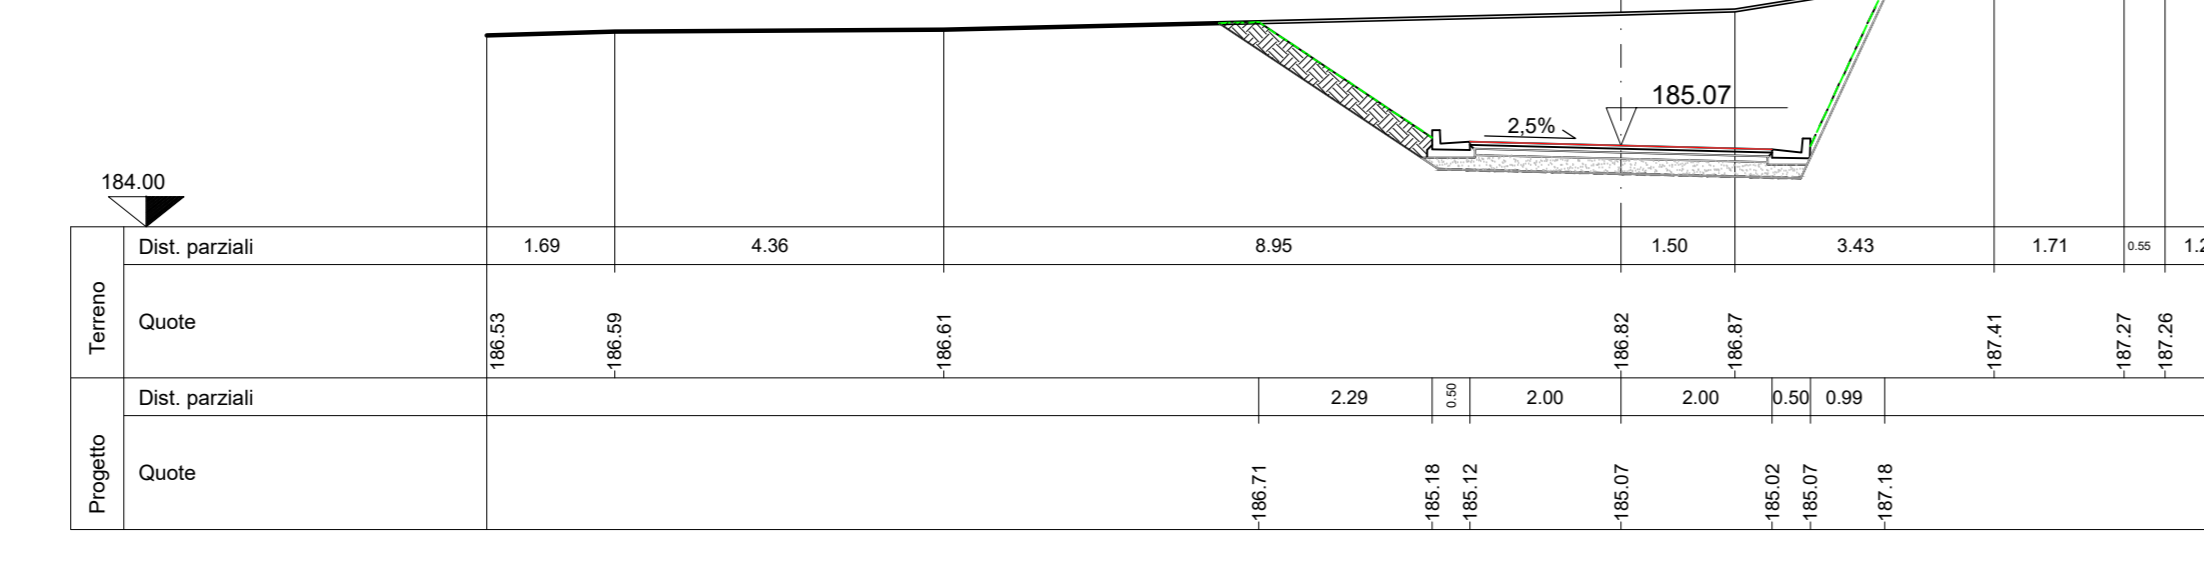 185.07
2,5%
184.00
Terreno
Dist. parziali 1.69 4.36 8.95 1.50 3.43 1.71 0.55
Quote 186.53 186.59 186.61 186.82 186.87 187.41 187.27 187.26
Progetto
Dist. parziali 2.29 0.50 2.00 2.00 0.50 0.99
Quote 186.71 185.18 185.12 185.07 185.02 185.07 187.18